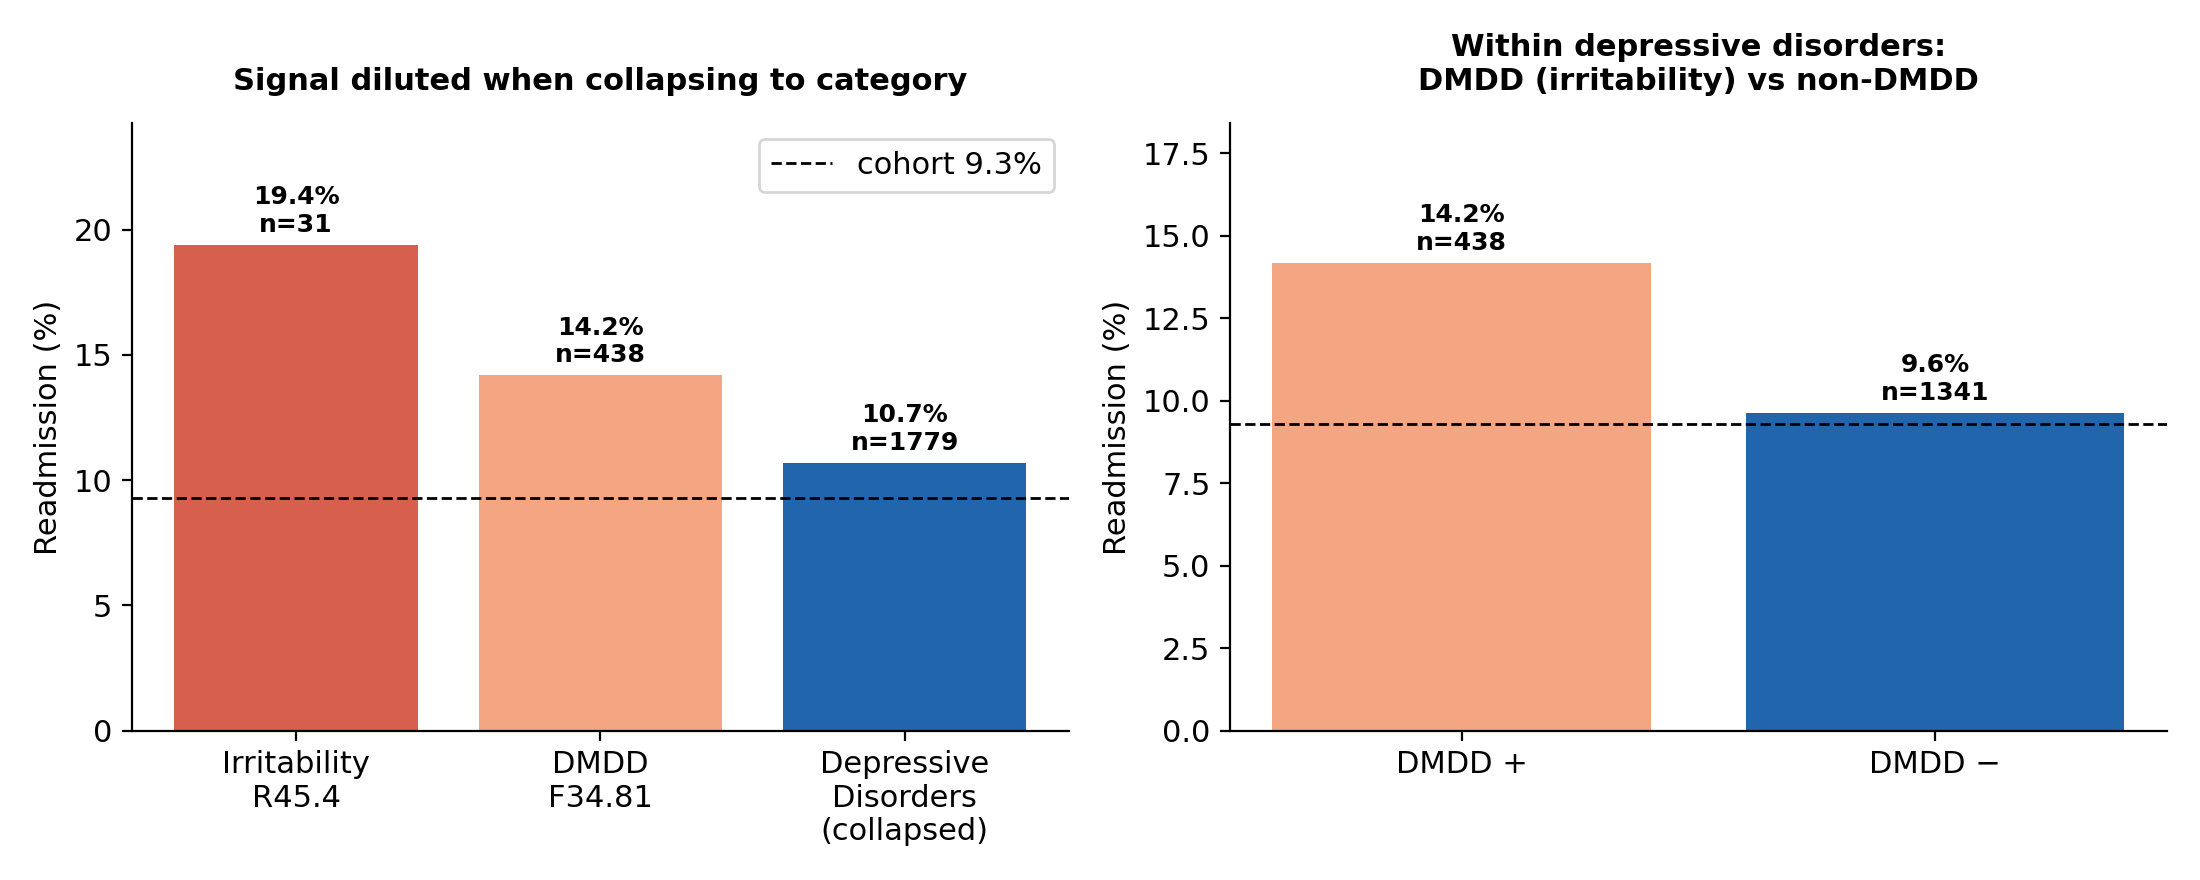 Signal diluted when collapsing to category
cohort 9.3%
Readmission (%)
20
15
10
5
0
19.4%
n=31
14.2%
n=438
10.7%
n=1779
Irritability
R45.4
DMDD
F34.81
Depressive
Disorders
(collapsed)
Within depressive disorders:
DMDD (irritability) vs non-DMDD
Readmission (%)
17.5
15.0
12.5
10.0
7.5
5.0
2.5
0.0
14.2%
n=438
9.6%
n=1341
DMDD +
DMDD −